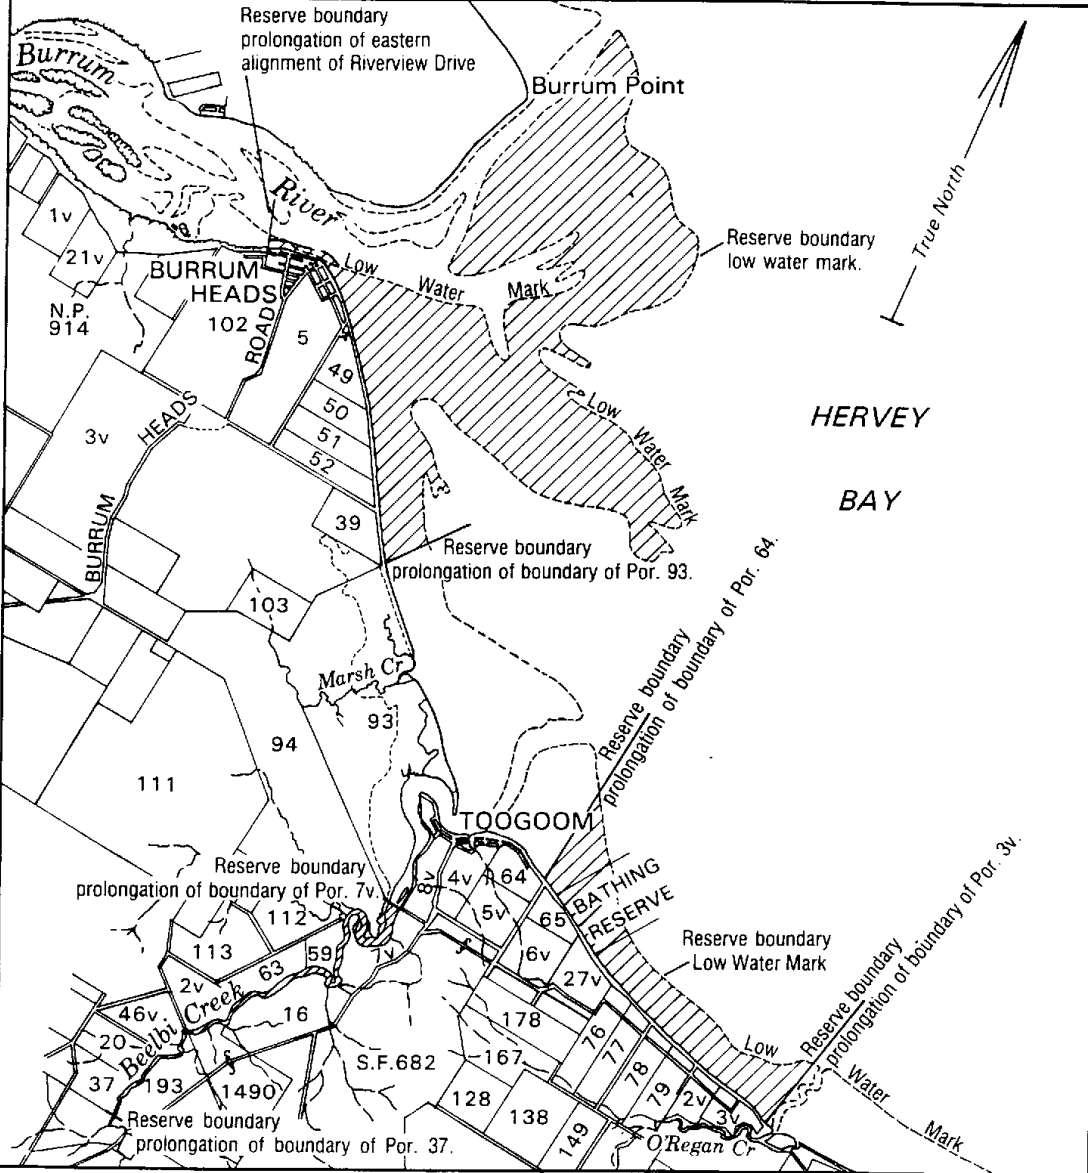 Reserve boundary
prolongation of eastern
alignment of Riverview Drive
Burrum
River
Burrum Point
True North
Reserve boundary
low water mark.
1v
21v
BURRUM
HEADS
N.P.
914
102
ROAD
5
Low Water Mark
49
50
51
52
HEADS
3v
BURRUM
39
Low Water Mark
HERVEY
BAY
Reserve boundary
prolongation of boundary of Por. 93.
103
Marsh Cr
93
94
111
Reserve boundary
prolongation of boundary of Por. 64.
TOOGOOM
Reserve boundary
prolongation of boundary of Por. 7v.
8v
4v
64
5v
65
BATHING
RESERVE
6v
27v
112
113
59
7v
63
2v
46v
20
Beelbi Creek
16
37
193
1490
S.F.682
178
167
76
77
78
79
2v
3v
128
138
149
Reserve boundary
Low Water Mark
Reserve boundary
prolongation of boundary of Por. 3v.
Low Water Mark
O'Regan Cr
Reserve boundary
prolongation of boundary of Por. 37.